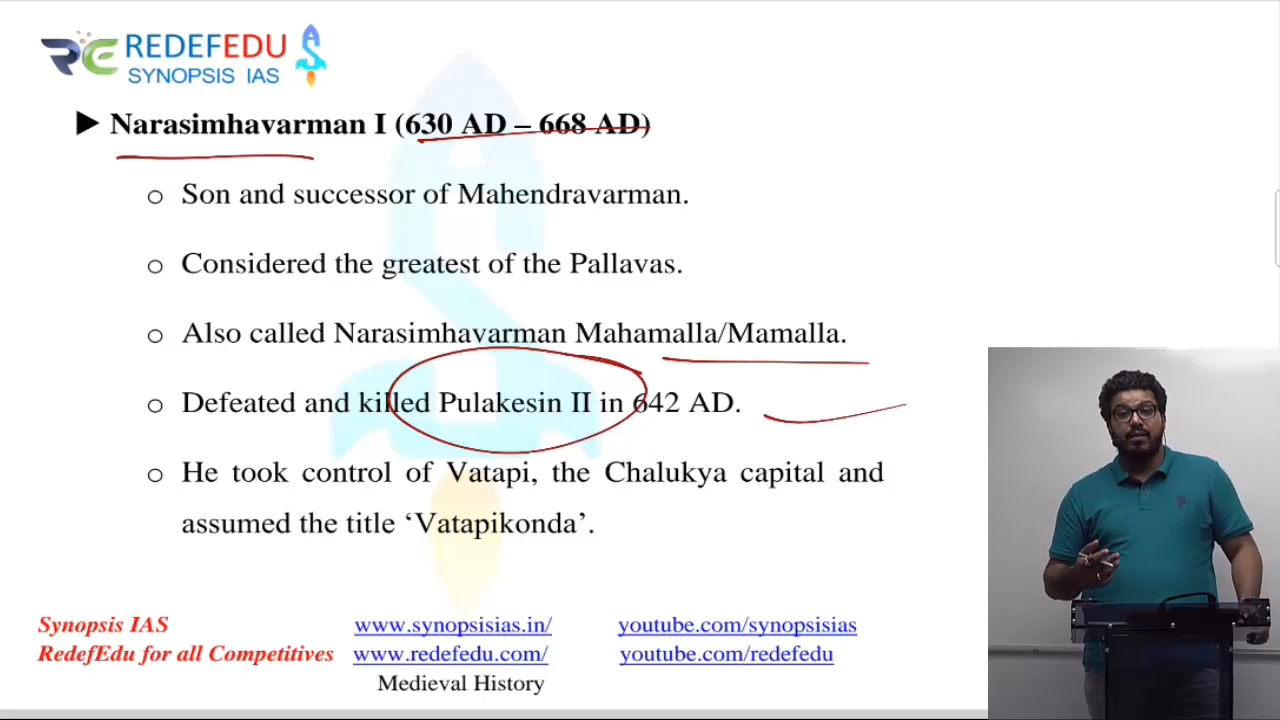 REDEFEDU
SYNOPSIS IAS
► Narasimhavarman I (630 AD – 668 AD)
o Son and successor of Mahendravarman.
o Considered the greatest of the Pallavas.
o Also called Narasimhavarman Mahamalla/Mamalla.
o Defeated and killed Pulakesin II in 642 AD.
o He took control of Vatapi, the Chalukya capital and
assumed the title ‘Vatapikonda’.
Synopsis IAS www.synopsisias.in/ youtube.com/synopsisias
RedefEdu for all Competitives www.redefedu.com/ youtube.com/redefedu
Medieval History